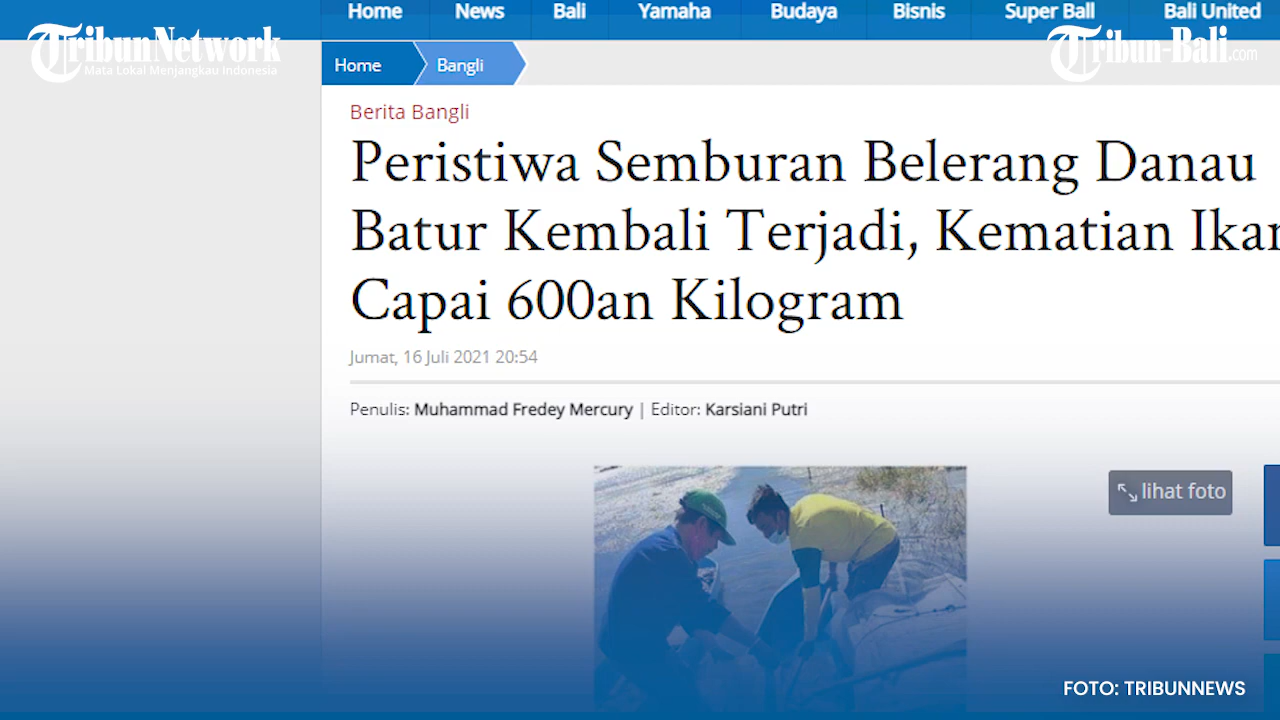 Home News Bali Yamaha Budaya Bisnis Super Ball Bali United
TribunNetwork
Mata Lokal Menjangkau Indonesia
Tribun-Bali.com
Home Bangli
Berita Bangli
Peristiwa Semburan Belerang Danau
Batur Kembali Terjadi, Kematian Ikan
Capai 600an Kilogram
Jumat, 16 Juli 2021 20:54
Penulis: Muhammad Fredey Mercury | Editor: Karsiani Putri
lihat foto
FOTO: TRIBUNNEWS